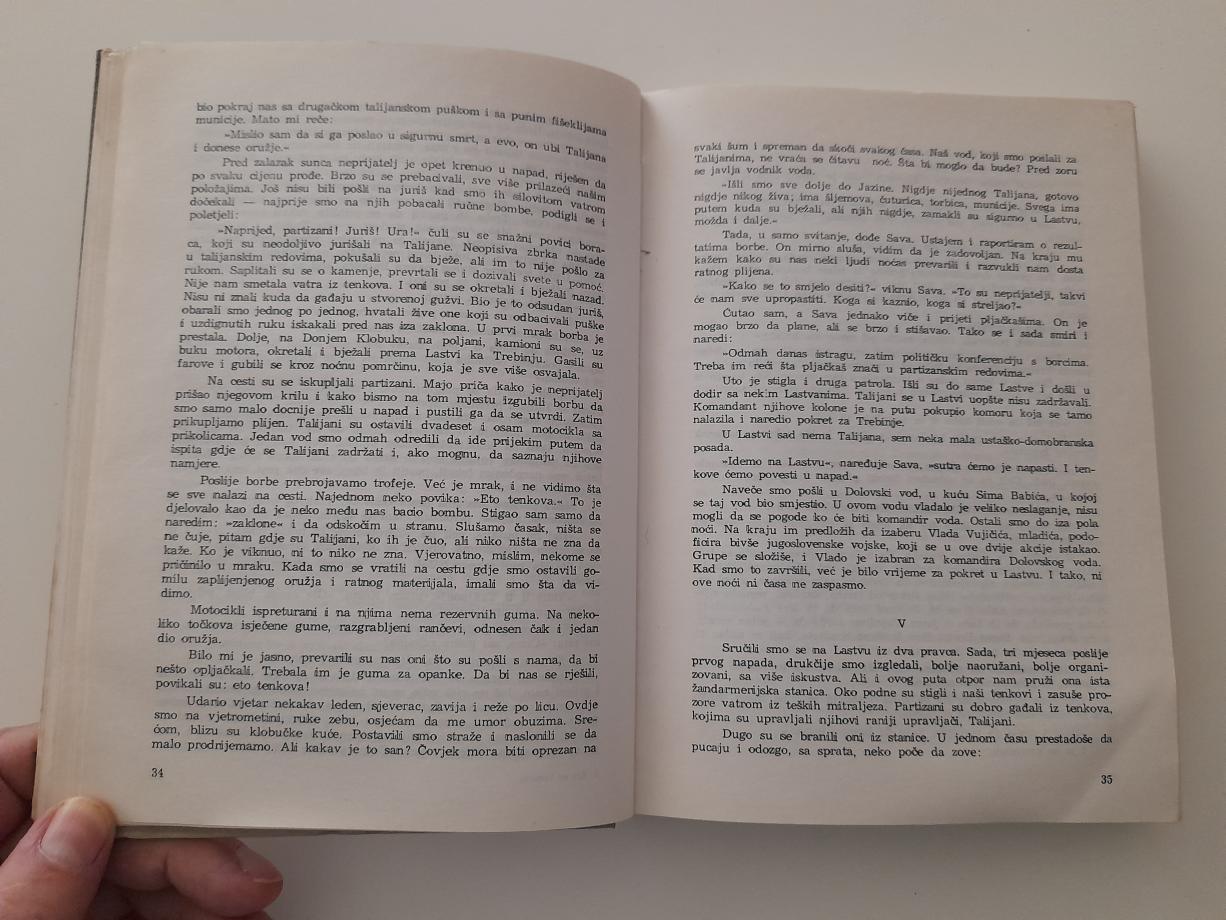 bio pokraj nas sa drugačkom talijanskom puškom i sa punim fišeklijama
municije. Mato mi reče:
»Mislio sam da si ga poslao u sigurnu smrt, a evo, on ubi Talijana
i donese oružje.«
Pred zalazak sunca neprijatelj je opet krenuo u napad, riješen da
po svaku cijenu prođe. Brzo su se prebacivali, sve više prilazeći našim
položajima. Još nisu bili pošli na juriš kad smo ih silovitom vatrom
dočekali — najprije smo na njih pobacali ručne bombe, podigli se i
poletjeli:
»Naprijed, partizani! Juriš! Ura!« čuli su se snažni povici bora-
ca, koji su neodoljivo jurišali na Talijane. Neopisiva zbrka nastade
u talijanskim redovima, pokušali su da bježe, ali im to nije pošlo za
rukom. Saplitali su se o kamenje, prevrtali se i dozivali svete u pomoć.
Nije nam smetala vatra iz tenkova. I oni su se okretali i bježali nazad.
Nisu ni znali kuda da gađaju u stvorenoj gužvi. Bio je to odsudan juriš,
obarali smo jednog po jednog, hvatali žive one koji su odbacivali puške
i uzdignutih ruku iskakali pred nas iza zaklona. U prvi mrak borba je
prestala. Dolje, na Donjem Klobuku, na poljani, kamioni su se, uz
buku motora, okretali i bježali prema Lastvi ka Trebinju. Gasili su
farove i gubili se kroz noćnu pomrčinu, koja je sve više osvajala.
Na cesti su se iskupljali partizani. Majo priča kako je neprijatelj
prišao njegovom krilu i kako bismo na tom mjestu izgubili borbu da
smo samo malo docnije prešli u napad i pustili ga da se utvrdi. Zatim
prikupljamo plijen. Talijani su ostavili dvadeset i osam motocikla sa
prikolicama. Jedan vod smo odmah odredili da ide prijekim putem da
ispita gdje će se Talijani zadržati i, ako mognu, da saznaju njihove
namjere.
Poslije borbe prebrojavamo trofeje. Već je mrak, i ne vidimo šta
se sve nalazi na cesti. Najednom neko povika: »Eto tenkova.« To je
djelovalo kao da je neko među nas bacio bombu. Stigao sam samo da
naredim: »zaklone« i da odskočim u stranu. Slušamo časak, ništa se
ne čuje, pitam gdje su Talijani, ko ih je čuo, ali niko ništa ne zna da
kaže. Ko je viknuo, ni to niko ne zna. Vjerovatno, mislim, nekome se
pričinilo u mraku. Kada smo se vratili na cestu gdje smo ostavili go-
milu zaplijenjenog oružja i ratnog materijala, imali smo šta da vi-
dimo.
Motocikli ispreturani i na njima nema rezervnih guma. Na neko-
liko točkova isječene gume, razgrabljeni rančevi, odnesen čak i jedan
dio oružja.
Bilo mi je jasno, prevarili su nas oni što su pošli s nama, da bi
nešto opljačkali. Trebala im je guma za opanke. Da bi nas se riješili,
povikali su: eto tenkova!
Udario vjetar nekakav leden, sjeverac, zavija i reže po licu. Ovdje
smo na vjetrometini, ruke zebu, osjećam da me umor obuzima. Sre-
ćom, blizu su klobučke kuće. Postavili smo straže i naslonili se da
malo prodrijemamo. Ali kakav je to san? Čovjek mora biti oprezan na
34
svaki šum i spreman da skoči svakog časa. Naš vod, koji smo poslali za
Talijanima, ne vraća se čitavu noć. Šta bi moglo da bude? Pred zoru
se javlja vodnik voda.
»Išli smo sve dolje do Jazine. Nigdje nijednog Talijana, gotovo
nigdje nikog živa; ima šljemova, čuturica, torbica, municije. Svega ima
putem kuda su bježali, ali njih nigdje, zamakli su sigurno u Lastvu,
možda i dalje.«
Tada, u samo svitanje, dođe Sava. Ustajem i raportiram o rezul-
tatima borbe. On mirno sluša, vidim da je zadovoljan. Na kraju mu
kažem kako su nas neki ljudi noćas prevarili i razvukli nam dosta
ratnog plijena.
»Kako se to smjelo desiti?« viknu Sava. »To su neprijatelji, takvi
će nam sve upropastiti. Koga si kaznio, koga si streljao?«
Ćutao sam, a Sava jednako viče i prijeti pljačkašima. On je
mogao brzo da plane, ali se brzo i stišavao. Tako se i sada smiri i
naredi:
»Odmah danas istragu, zatim političku konferenciju s borcima.
Treba im reći šta pljačkaš znači u partizanskim redovima.«
Uto je stigla i druga patrola. Išli su do same Lastve i došli u
dodir sa nekim Lastvanima. Talijani se u Lastvi uopšte nisu zadržavali.
Komandant njihove kolone je na putu pokupio komoru koja se tamo
nalazila i naredio pokret za Trebinje.
U Lastvi sad nema Talijana, sem neka mala ustaško-domobranska
posada.
»Idemo na Lastvu«, naređuje Sava, »sutra ćemo je napasti. I ten-
kove ćemo povesti u napad.«
Naveče smo pošli u Dolovski vod, u kuću Sima Babića, u kojoj
se taj vod bio smjestio. U ovom vodu vladalo je veliko neslaganje, nisu
mogli da se pogode ko će biti komandir voda. Ostali smo do iza pola
noći. Na kraju im predložih da izaberu Vlada Vujičića, mladića, podo-
ficira bivše jugoslovenske vojske, koji se u ove dvije akcije istakao.
Grupe se složiše, i Vlado je izabran za komandira Dolovskog voda.
Kad smo to završili, već je bilo vrijeme za pokret u Lastvu. I tako, ni
ove noći ni časa ne zaspasmo.
V
Sručili smo se na Lastvu iz dva pravca. Sada, tri mjeseca poslije
prvog napada, drukčije smo izgledali, bolje naoružani, bolje organi-
zovani, sa više iskustva. Ali i ovog puta otpor nam pruži ona ista
žandarmerijska stanica. Oko podne su stigli i naši tenkovi i zasuše pro-
zore vatrom iz teških mitraljeza. Partizani su dobro gađali iz tenkova,
kojima su upravljali njihovi raniji upravljači, Talijani.
Dugo su se branili oni iz stanice. U jednom času prestadoše da
pucaju i odozgo, sa sprata, neko poče da zove:
35